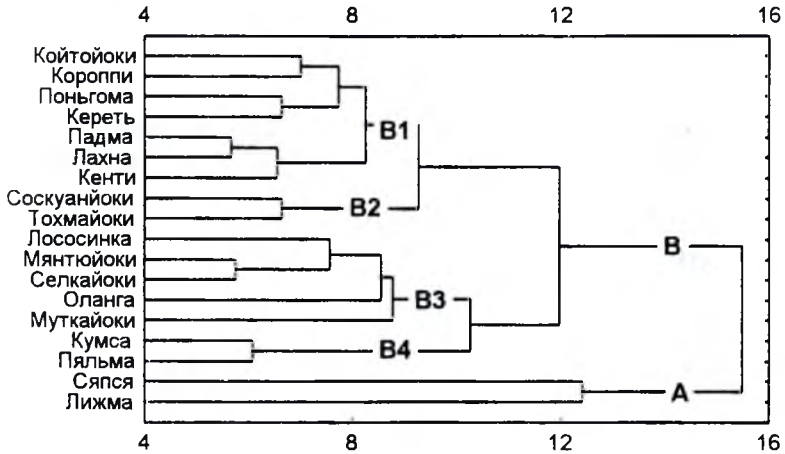 4 8 12 16
Койтойоки
Короппи
Поньгома
Кереть
B1
Падма
Лахна
Кенти
Соскуанйоки
B2
Тохмайоки
Лососинка
B
Мянтюйоки
Селкайоки
Оланга
B3
Муткайоки
Кумса
B4
Пяльма
Сяпся
A
Лижма
4 8 12 16